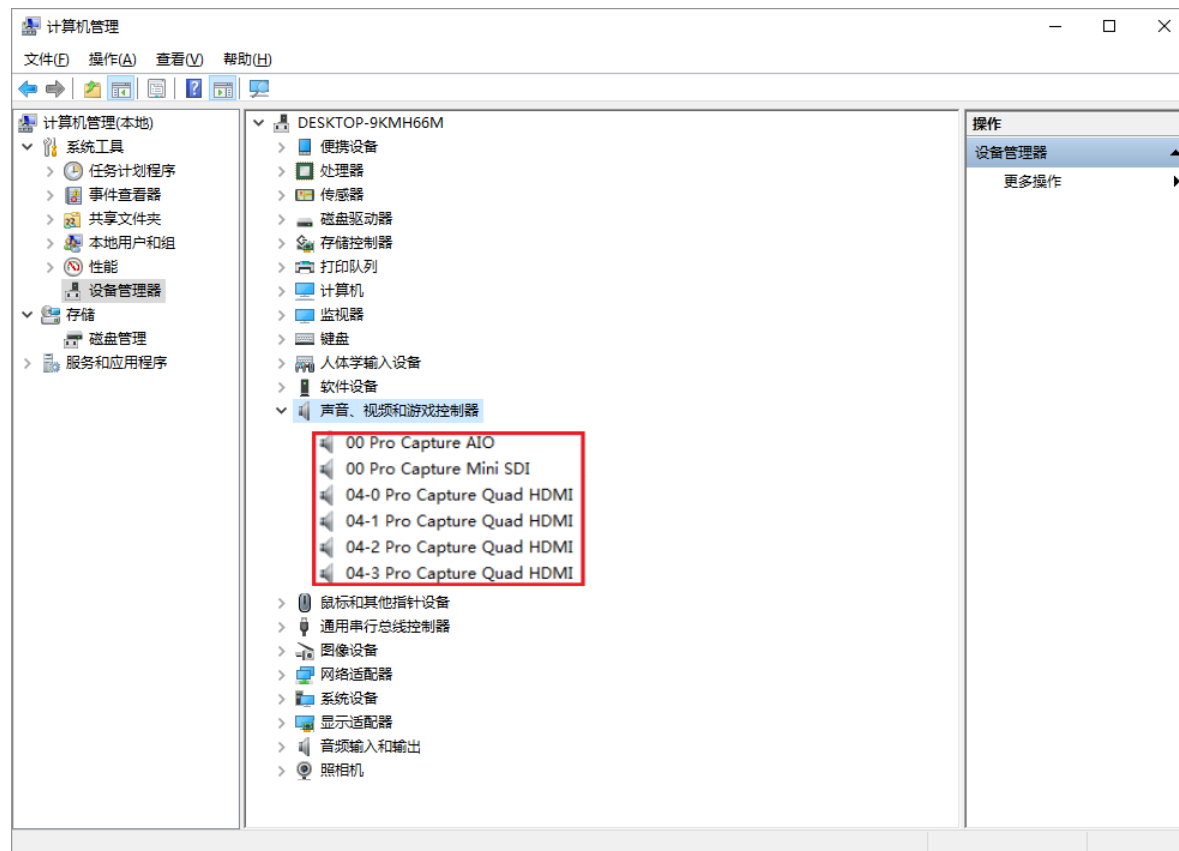 计算机管理
文件(F) 操作(A) 查看(V) 帮助(H)
计算机管理(本地)
系统工具
任务计划程序
事件查看器
共享文件夹
本地用户和组
性能
设备管理器
存储
磁盘管理
服务和应用程序
DESKTOP-9KMH66M
便携设备
处理器
传感器
磁盘驱动器
存储控制器
打印队列
计算机
监视器
键盘
人体学输入设备
软件设备
声音、视频和游戏控制器
00 Pro Capture AIO
00 Pro Capture Mini SDI
04-0 Pro Capture Quad HDMI
04-1 Pro Capture Quad HDMI
04-2 Pro Capture Quad HDMI
04-3 Pro Capture Quad HDMI
鼠标和其他指针设备
通用串行总线控制器
图像设备
网络适配器
系统设备
显示适配器
音频输入和输出
照相机
操作
设备管理器
更多操作